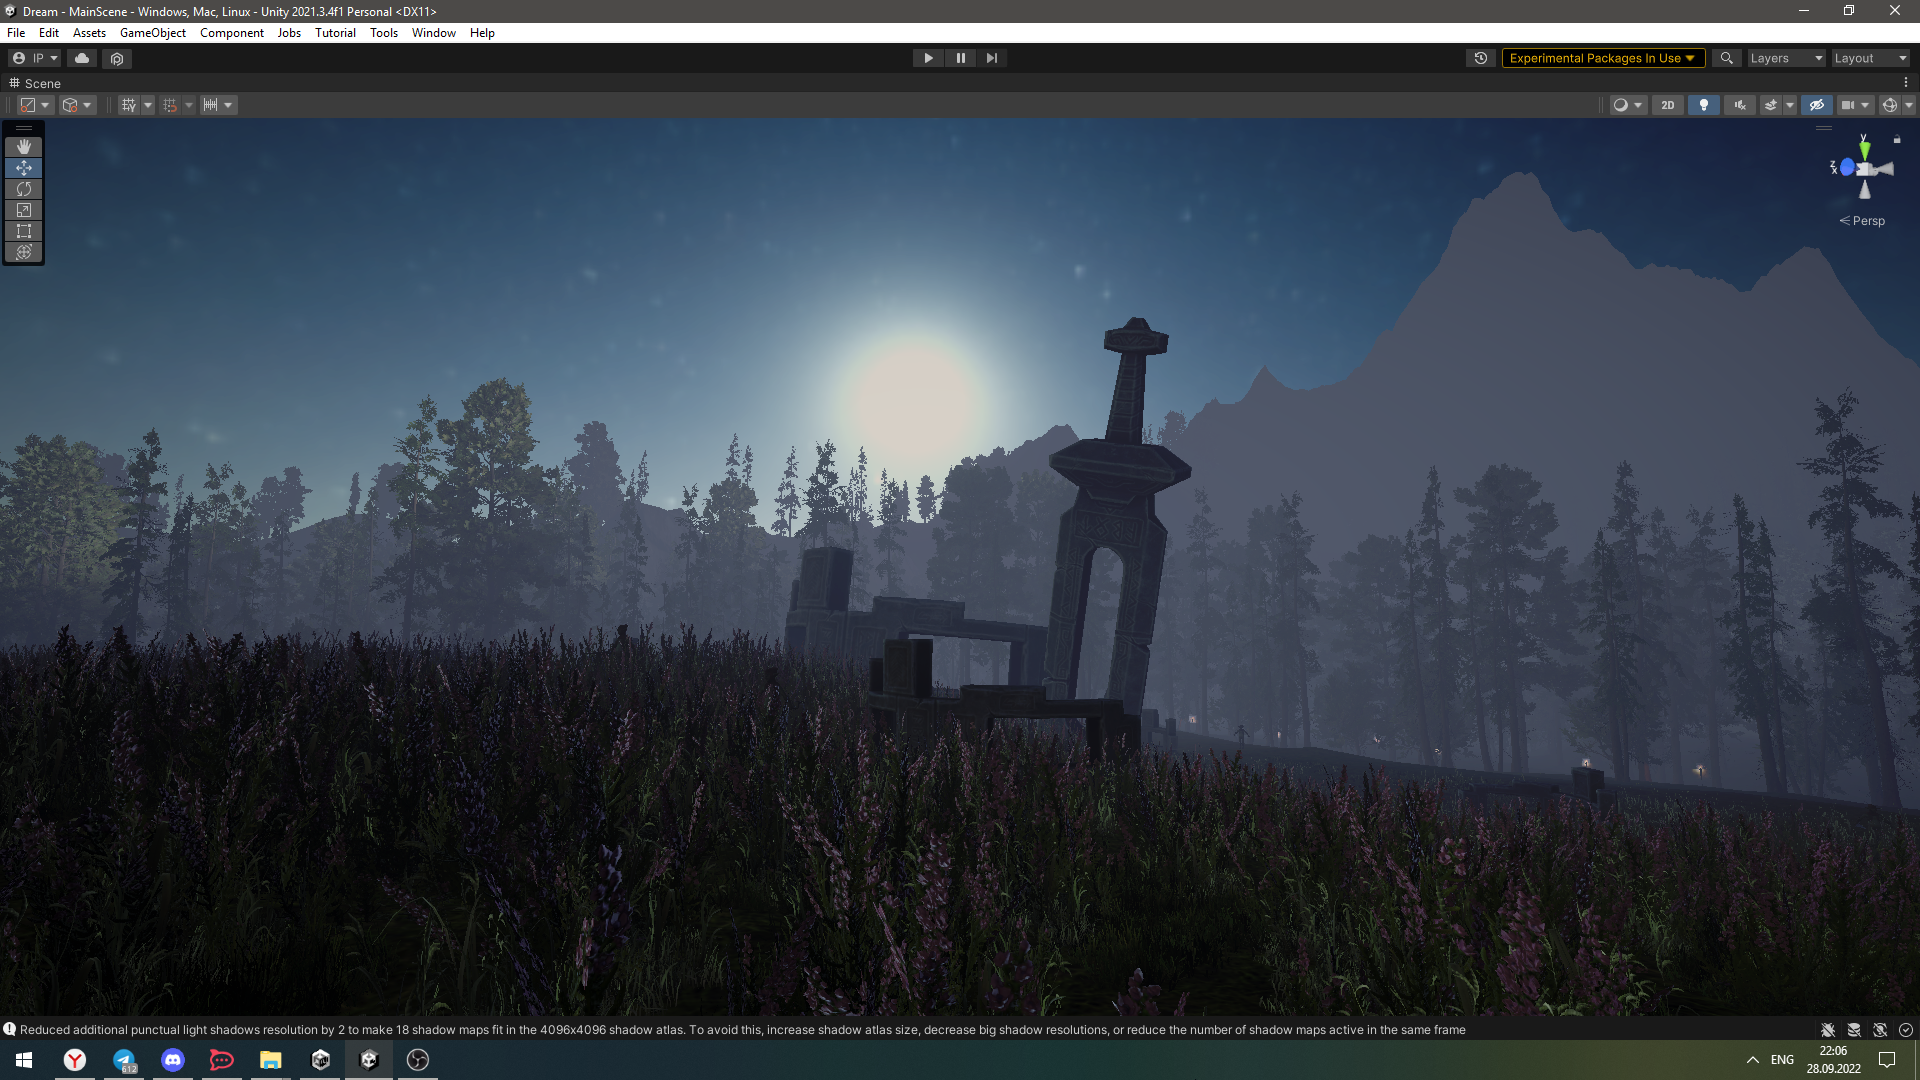 Dream - MainScene - Windows, Mac, Linux - Unity 2021.3.4f1 Personal <DX11>
File Edit Assets GameObject Component Jobs Tutorial Tools Window Help
IP Experimental Packages In Use Layers Layout
Scene
2D
y
z
x
Persp
Reduced additional punctual light shadows resolution by 2 to make 18 shadow maps fit in the 4096x4096 shadow atlas. To avoid this, increase shadow atlas size, decrease big shadow resolutions, or reduce the number of shadow maps active in the same frame
612
ENG
22:06
28.09.2022